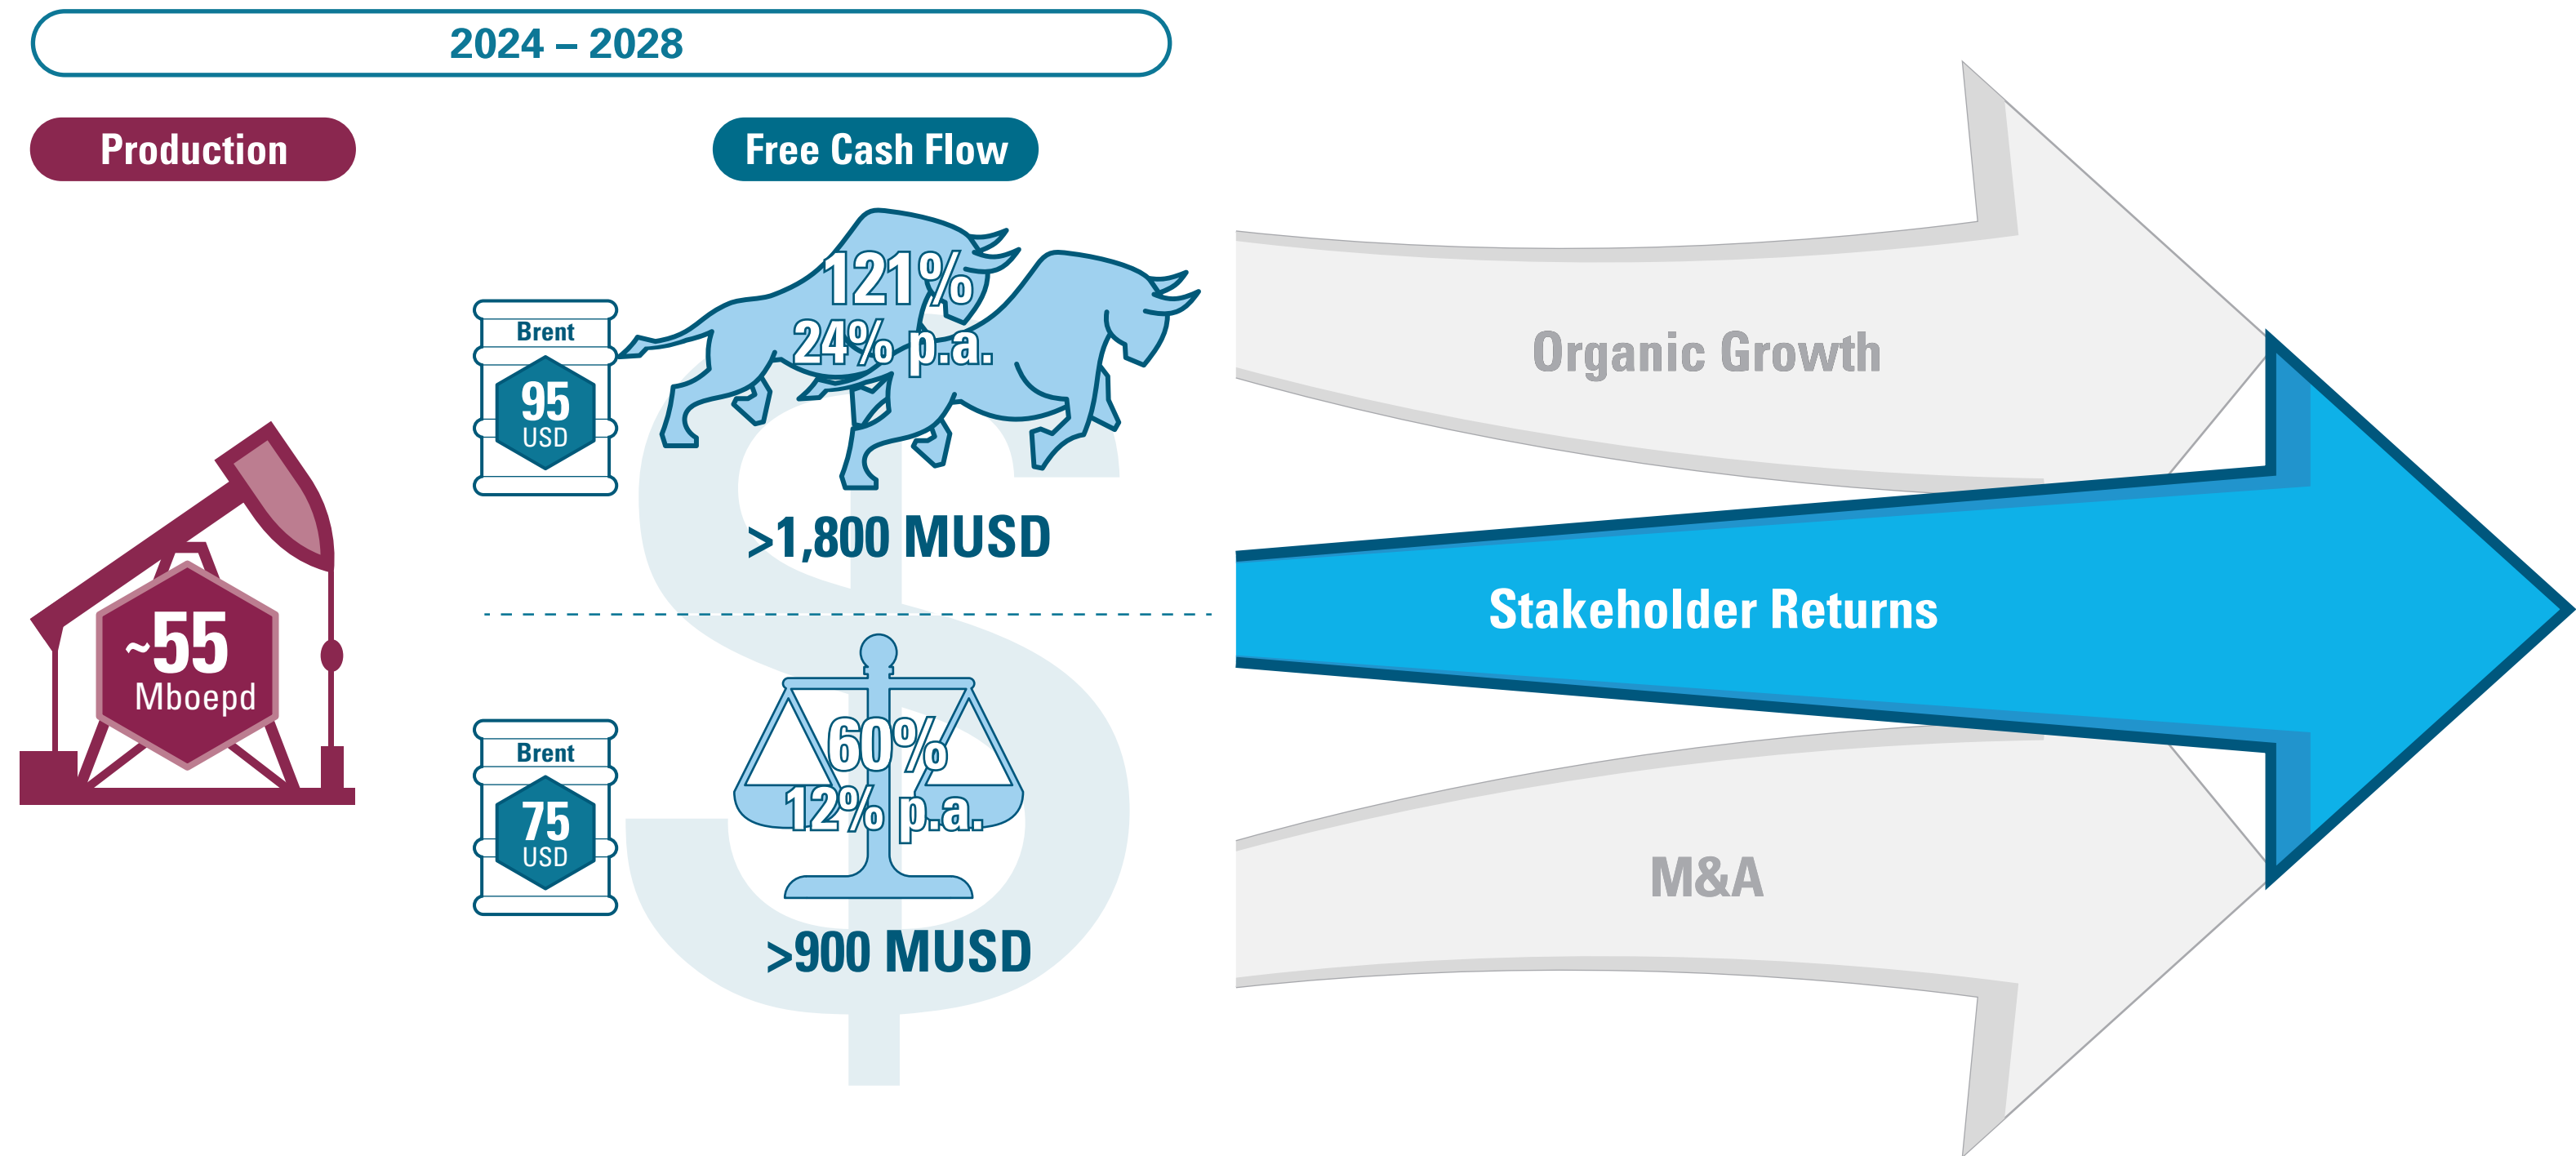 2024 – 2028
Production
Free Cash Flow
121%
24% p.a.
Brent
95
USD
>1,800 MUSD
~55
Mboepd
60%
12% p.a.
Brent
75
USD
>900 MUSD
Organic Growth
Stakeholder Returns
M&A